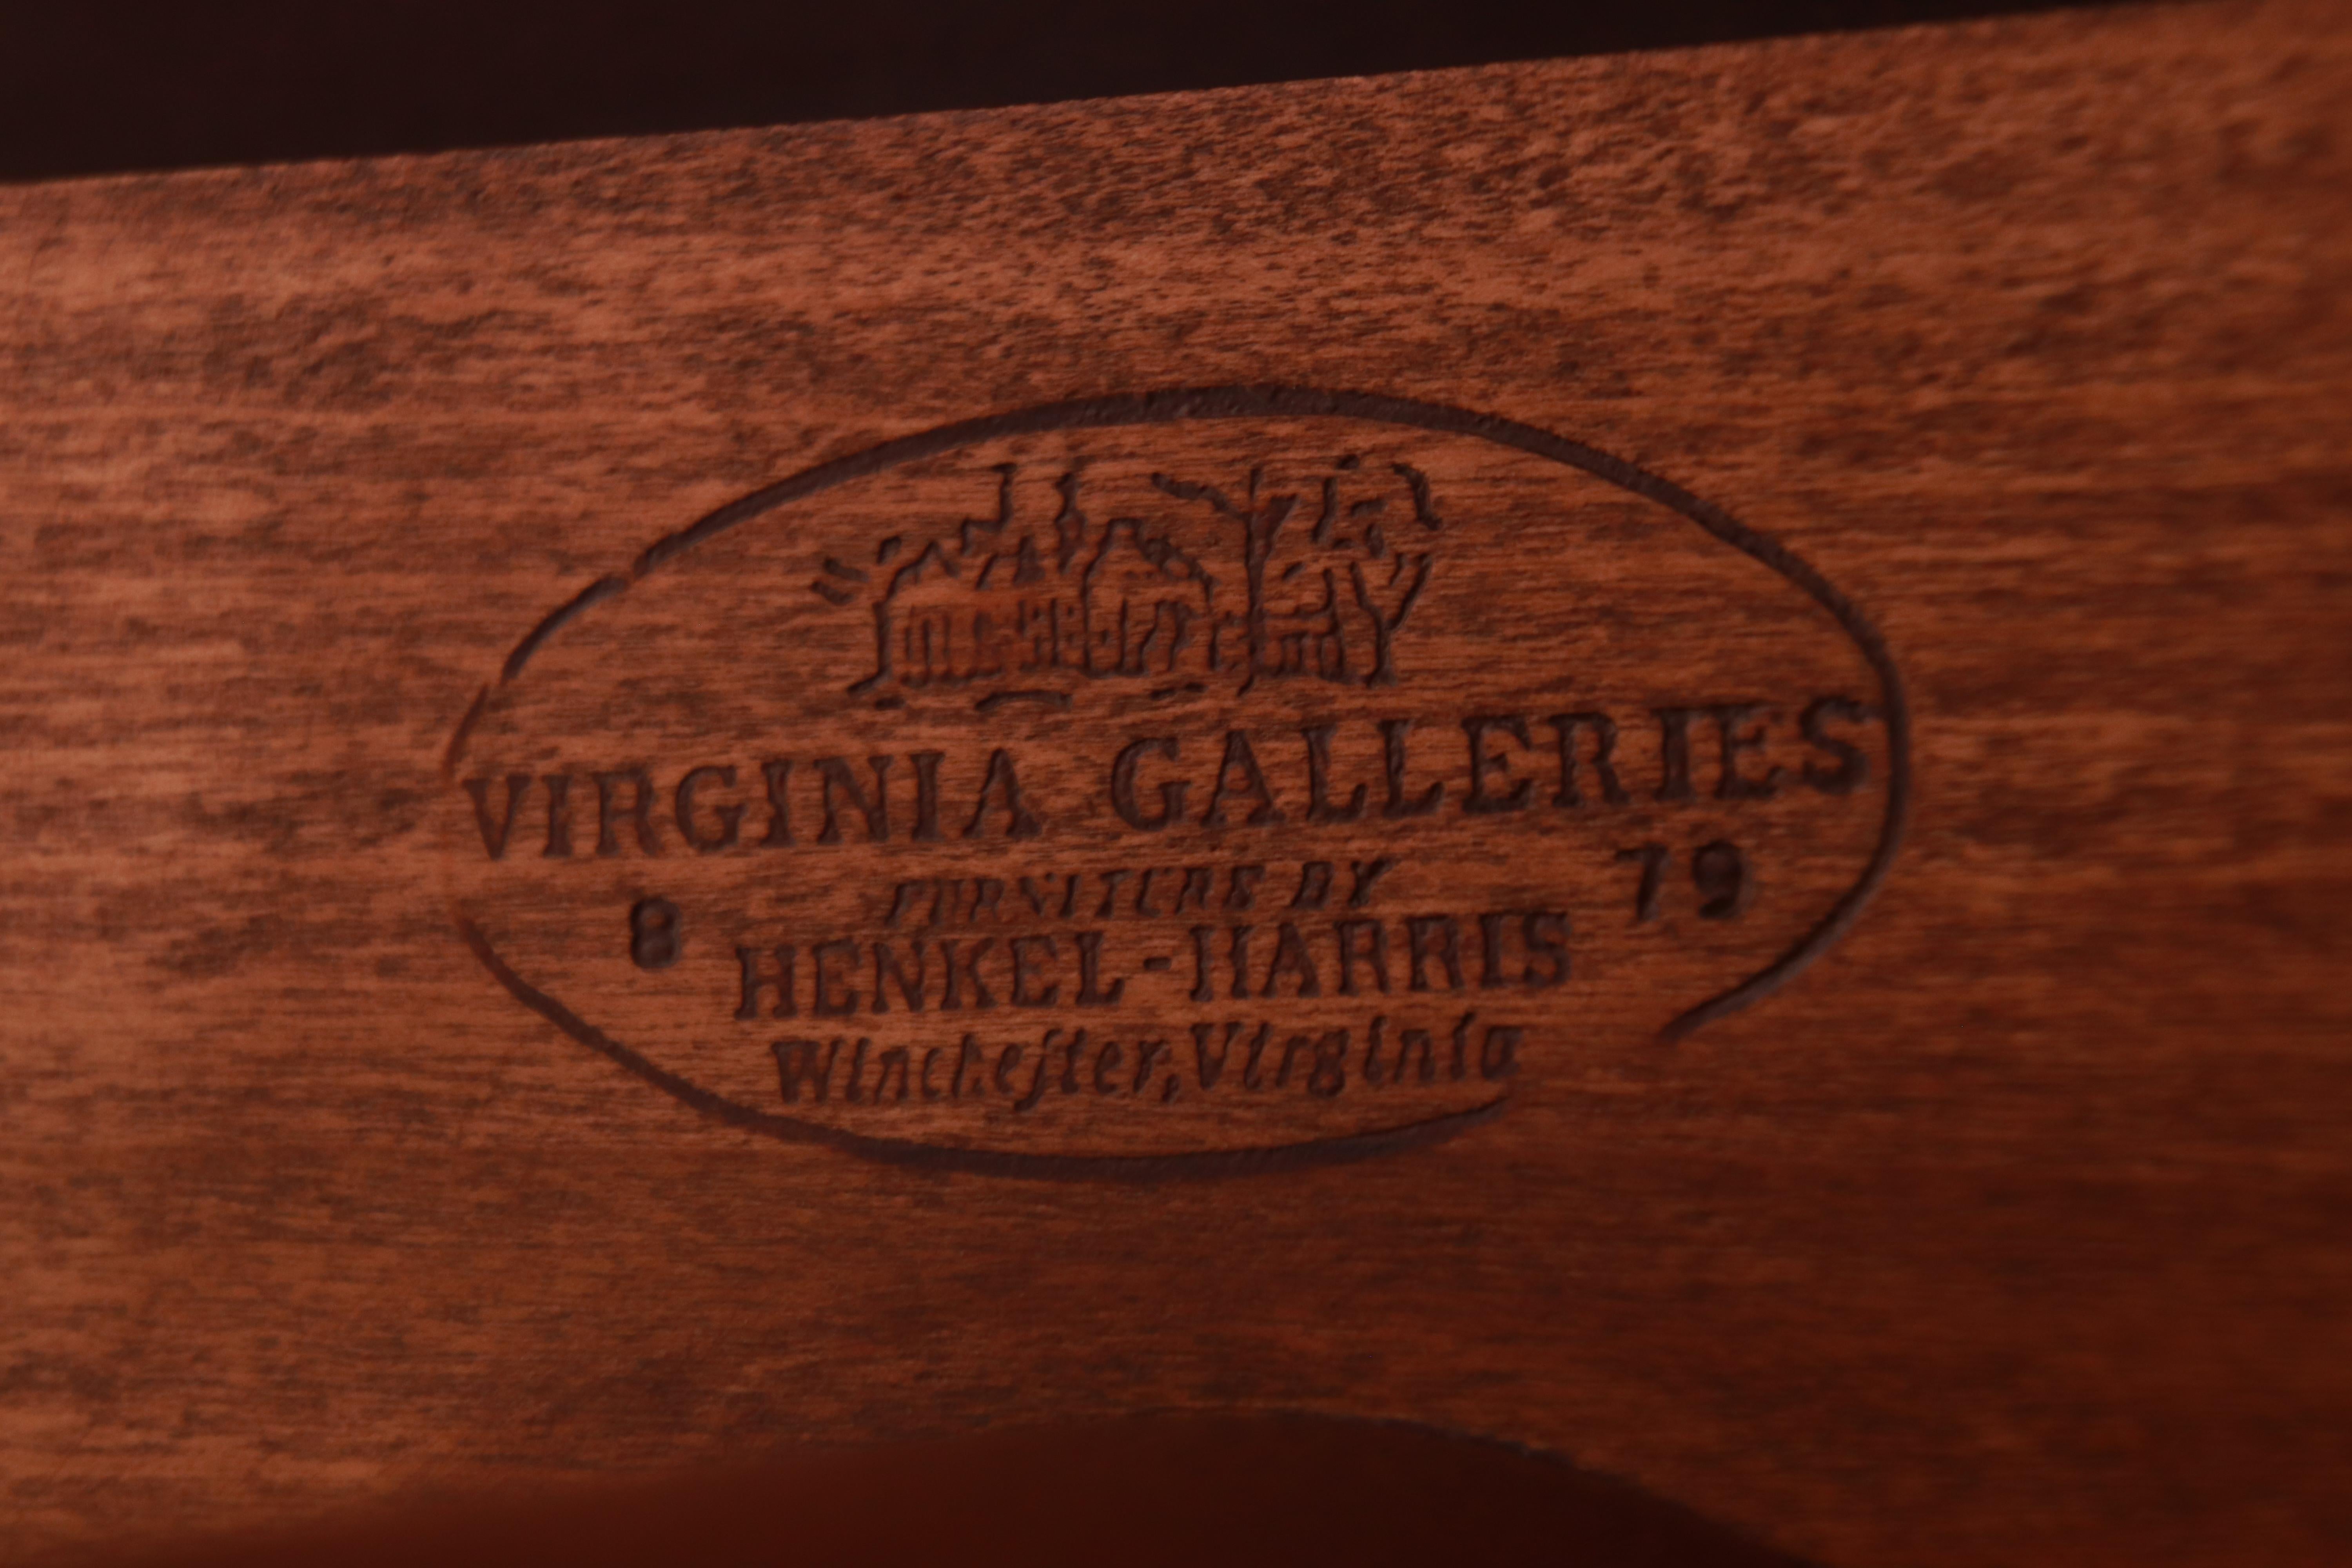 VIRGINIA GALLERIES
FURNITURE BY
8 79
HENKEL-HARRIS
Wincheſter, Virginia